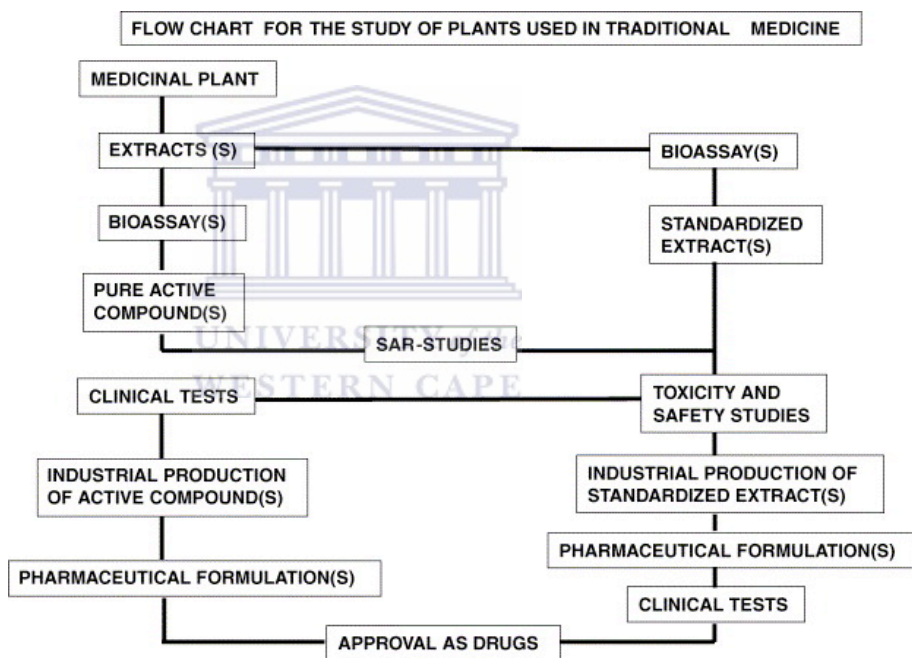 FLOW CHART FOR THE STUDY OF PLANTS USED IN TRADITIONAL MEDICINE
MEDICINAL PLANT
EXTRACTS (S)
BIOASSAY(S)
BIOASSAY(S)
STANDARDIZED
EXTRACT(S)
PURE ACTIVE
COMPOUND(S)
UNIVERSITY of the
SAR-STUDIES
WESTERN CAPE
CLINICAL TESTS
TOXICITY AND
SAFETY STUDIES
INDUSTRIAL PRODUCTION
OF ACTIVE COMPOUND(S)
INDUSTRIAL PRODUCTION OF
STANDARDIZED EXTRACT(S)
PHARMACEUTICAL FORMULATION(S)
PHARMACEUTICAL FORMULATION(S)
CLINICAL TESTS
APPROVAL AS DRUGS